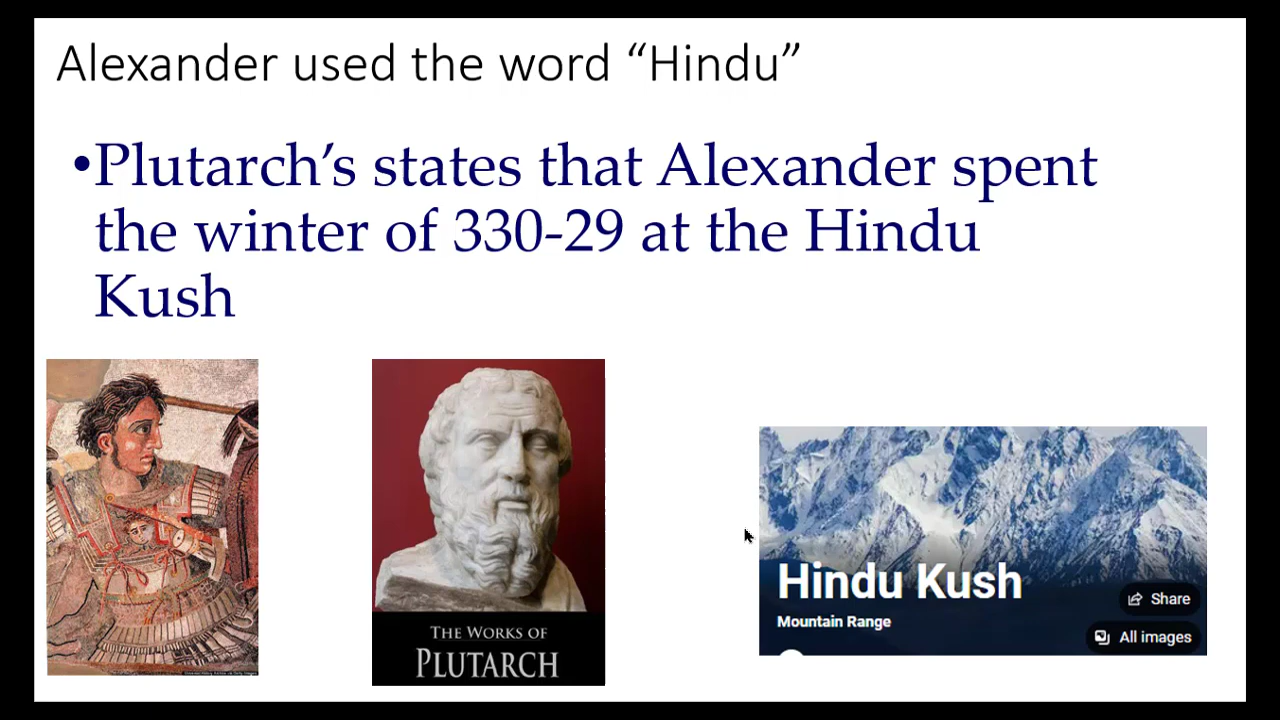 Alexander used the word “Hindu”
•Plutarch’s states that Alexander spent
the winter of 330-29 at the Hindu
Kush
THE WORKS OF
PLUTARCH
Hindu Kush
Mountain Range
Share
All images